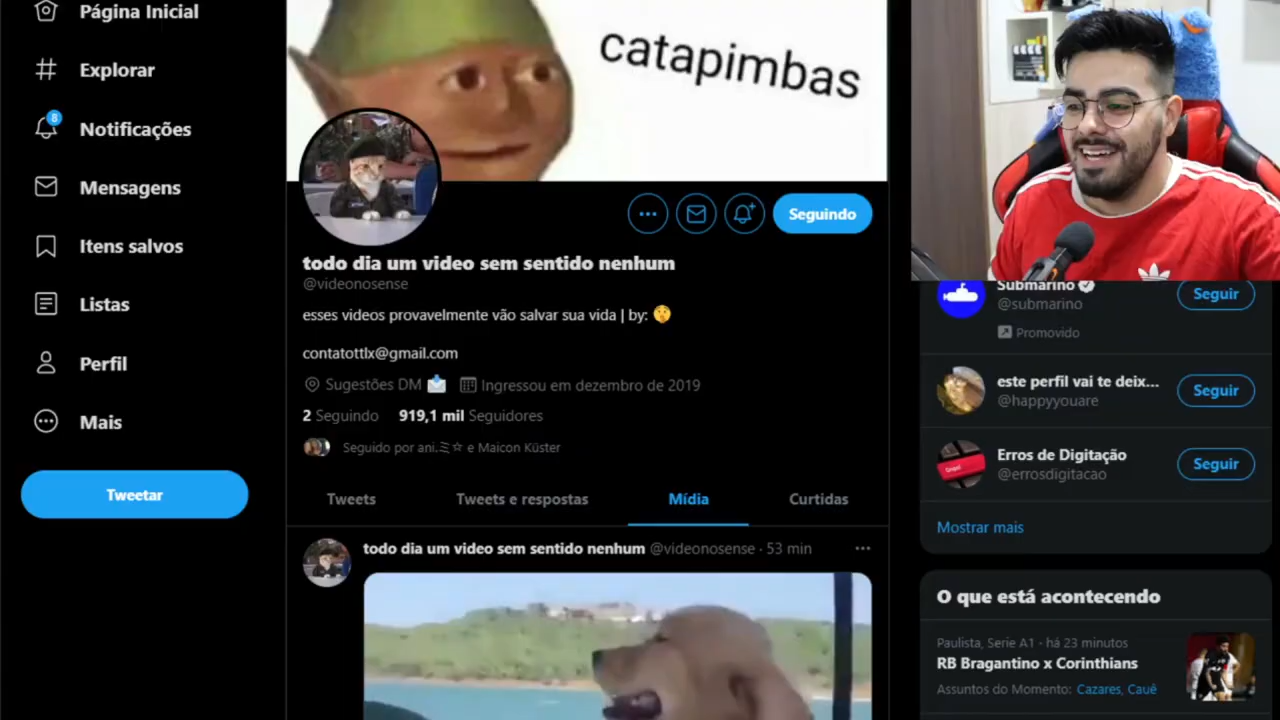 Página Inicial
Explorar
8
Notificações
Mensagens
Itens salvos
Listas
Perfil
Mais
Tweetar
catapimbas
Seguindo
todo dia um video sem sentido nenhum
@videonosense
esses videos provavelmente vão salvar sua vida | by: 🤫
contatottlx@gmail.com
Sugestões DM 📩 Ingressou em dezembro de 2019
2 Seguindo 919,1 mil Seguidores
Seguido por ani.ミ☆ e Maicon Küster
Tweets Tweets e respostas Mídia Curtidas
todo dia um video sem sentido nenhum @videonosense · 53 min
Submarino
@submarino
Seguir
Promovido
este perfil vai te deix...
@happyyouare
Seguir
Erros de Digitação
@errosdigitacao
Seguir
Mostrar mais
O que está acontecendo
Paulista, Serie A1 · há 23 minutos
RB Bragantino x Corinthians
Assuntos do Momento: Cazares, Cauê